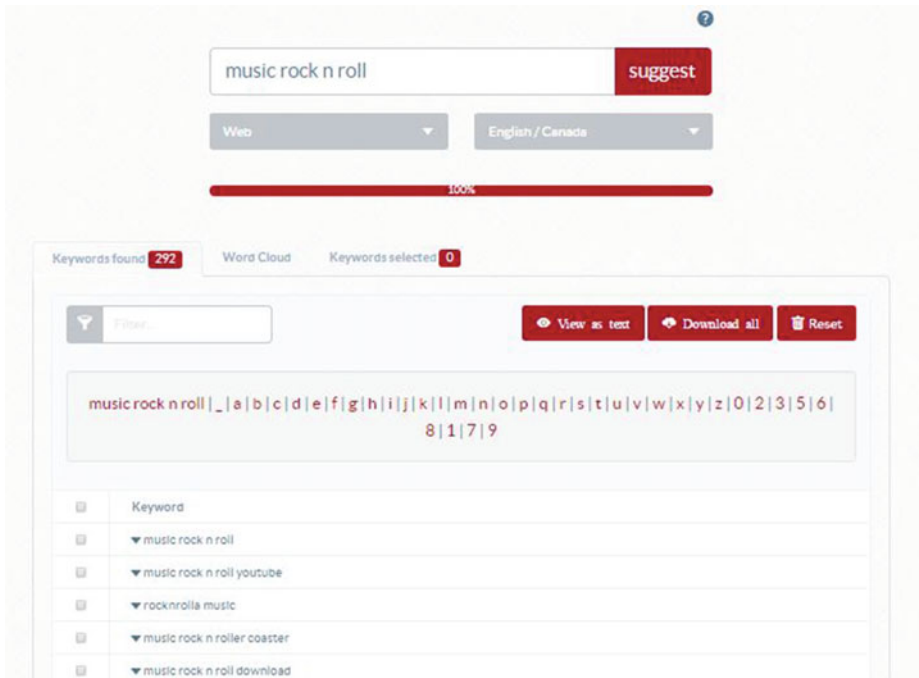 ?
music rock n roll suggest
Web English / Canada
100%
Keywords found 292 Word Cloud Keywords selected 0
Filter... View as text Download all Reset
music rock n roll | _ | a | b | c | d | e | f | g | h | i | j | k | l | m | n | o | p | q | r | s | t | u | v | w | x | y | z | 0 | 2 | 3 | 5 | 6 |
8 | 1 | 7 | 9
Keyword
music rock n roll
music rock n roll youtube
rocknrolla music
music rock n roller coaster
music rock n roll download